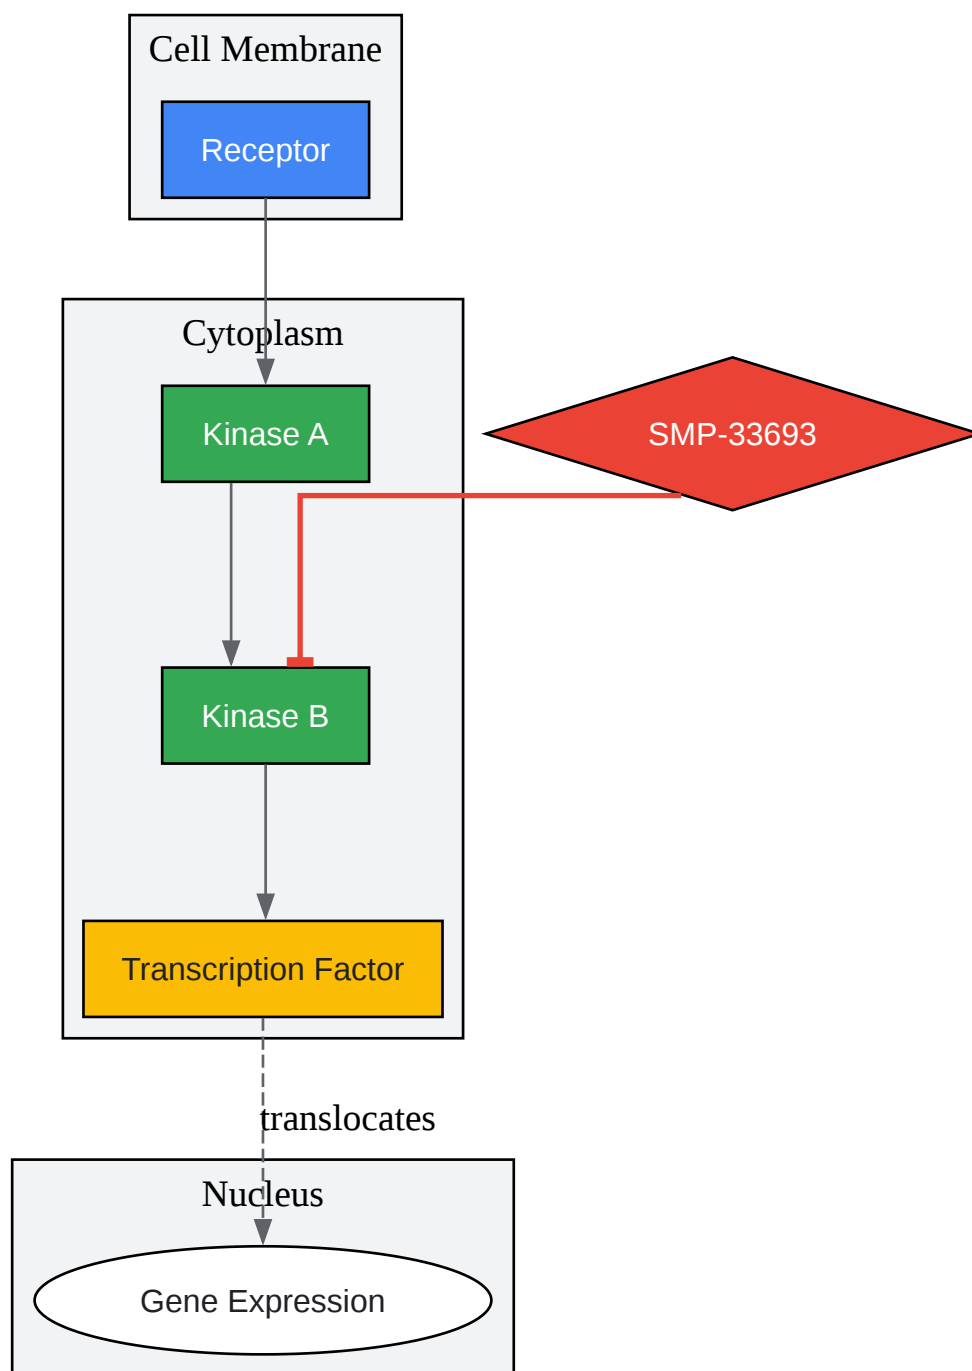 Cell Membrane
Receptor
Cytoplasm
Kinase A
SMP-33693
Kinase B
Transcription Factor
translocates
Nucleus
Gene Expression